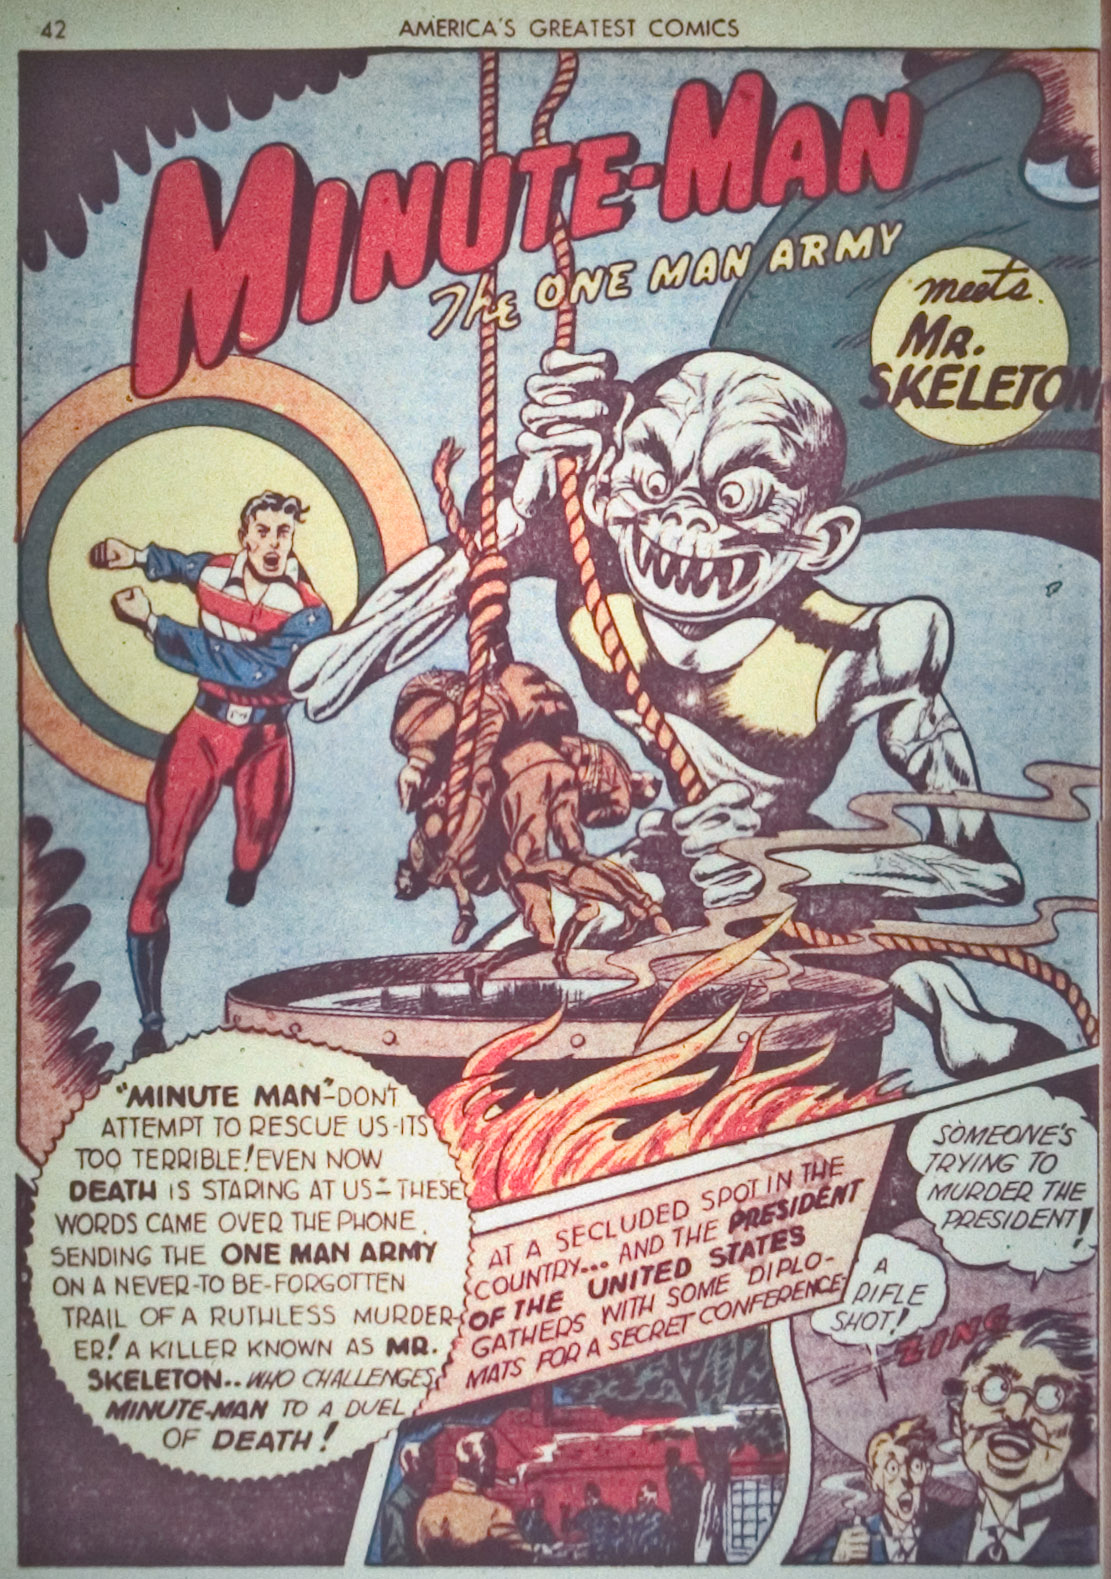 42
AMERICA'S GREATEST COMICS
MINUTE-MAN
The ONE MAN ARMY
meets
MR.
SKELETON
"MINUTE MAN"-DON'T
ATTEMPT TO RESCUE US-ITS
TOO TERRIBLE! EVEN NOW
DEATH IS STARING AT US"-THESE
WORDS CAME OVER THE PHONE
SENDING THE ONE MAN ARMY
ON A NEVER-TO BE-FORGOTTEN
TRAIL OF A RUTHLESS MURDER-
ER! A KILLER KNOWN AS MR.
SKELETON.. WHO CHALLENGES
MINUTE-MAN TO A DUEL
OF DEATH!
AT A SECLUDED SPOT IN THE
COUNTRY... AND THE PRESIDENT
OF THE UNITED STATES
GATHERS WITH SOME DIPLO-
MATS FOR A SECRET CONFERENCE
A
RIFLE
SHOT!
ZING
SOMEONE'S
TRYING TO
MURDER THE
PRESIDENT!